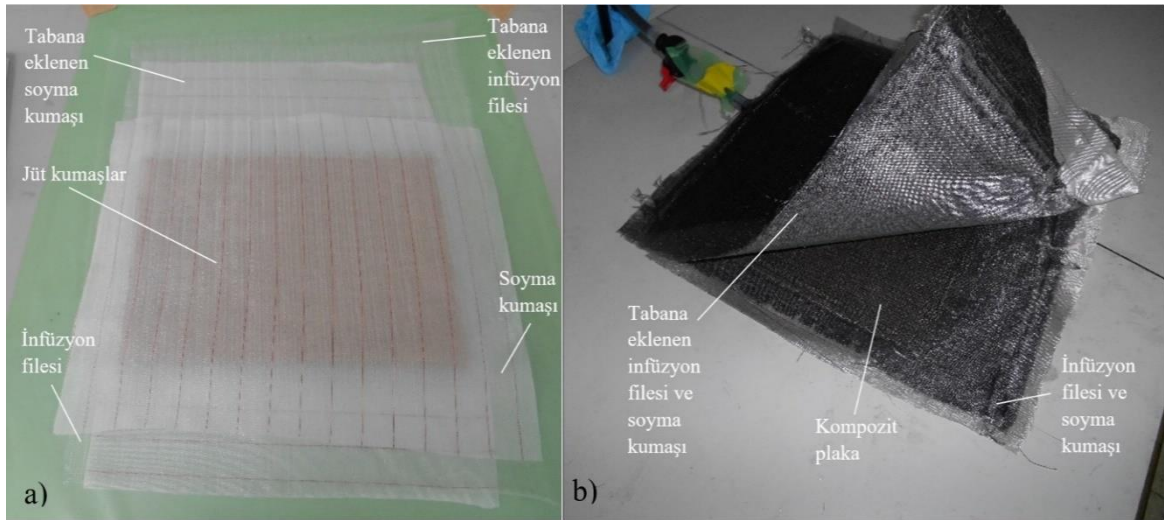 Tabana
eklenen
soyma
kumaşı
Tabana
eklenen
infüzyon
filesi
Jüt kumaşlar
Soyma
kumaşı
İnfüzyon
filesi
a)
Tabana
eklenen
infüzyon
filesi ve
soyma
kumaşı
Kompozit
plaka
İnfüzyon
filesi ve
soyma
kumaşı
b)